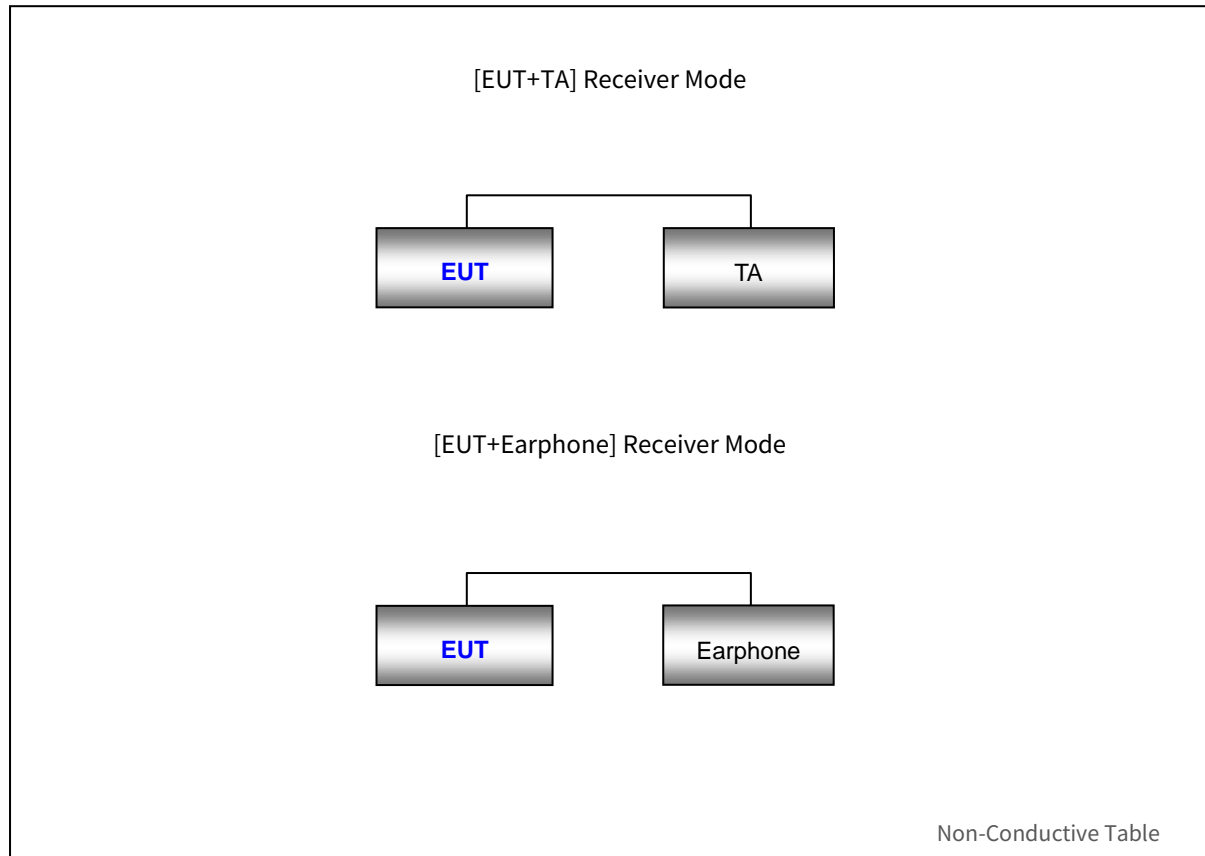 [EUT+TA] Receiver Mode
EUT
TA
[EUT+Earphone] Receiver Mode
EUT
Earphone
Non-Conductive Table